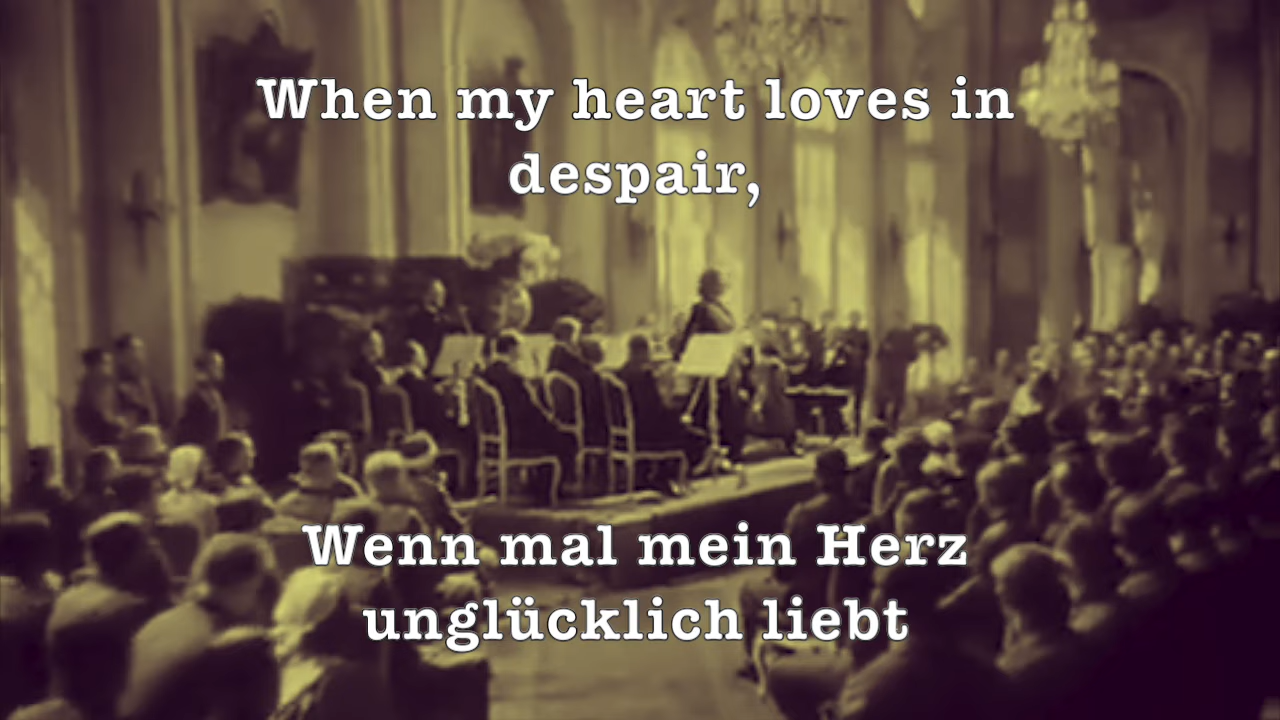 When my heart loves in
despair,
Wenn mal mein Herz
unglücklich liebt